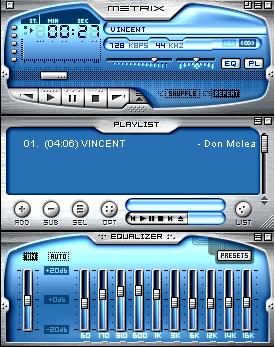 METRIX
ST. MIN SEC
00:27
VINCENT
128 KBPS 44 KHZ
EQ PL
SHUFFLE REPEAT
PLAYLIST
01. (04:06) VINCENT - Don Mclea
ADD SUB SEL OPT LIST
EQUALIZER
ON AUTO PRESETS
+20db
+0db
-20db
60 170 310 600 1K 3K 6K 12K 14K 16K